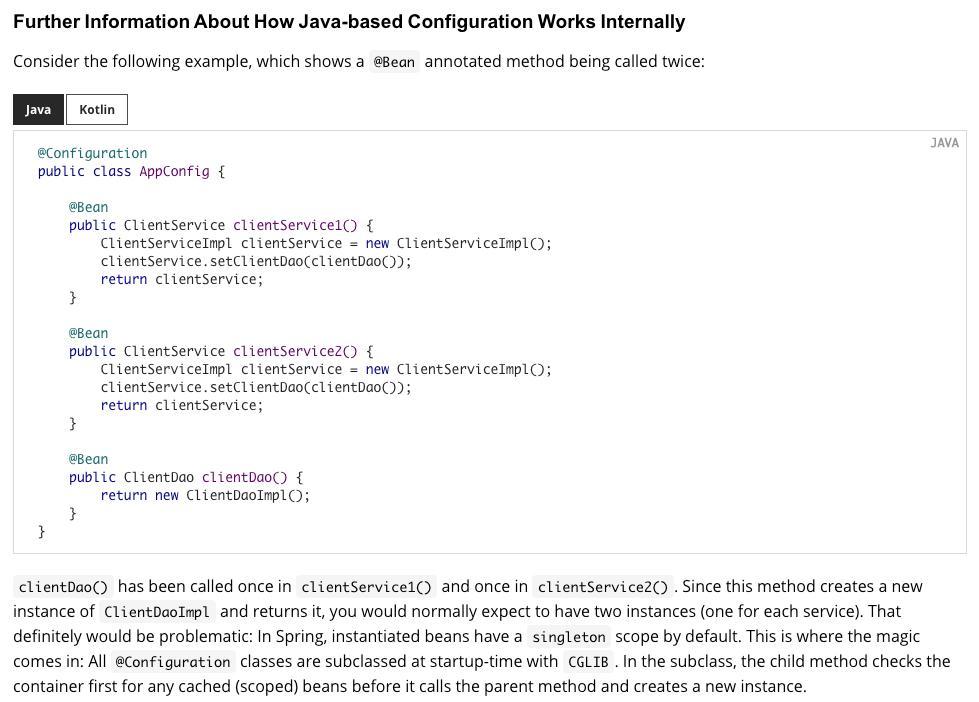 Further Information About How Java-based Configuration Works Internally
Consider the following example, which shows a @Bean annotated method being called twice:
Java Kotlin
JAVA
@Configuration
public class AppConfig {
    @Bean
    public ClientService clientService1() {
        ClientServiceImpl clientService = new ClientServiceImpl();
        clientService.setClientDao(clientDao());
        return clientService;
    }
    @Bean
    public ClientService clientService2() {
        ClientServiceImpl clientService = new ClientServiceImpl();
        clientService.setClientDao(clientDao());
        return clientService;
    }
    @Bean
    public ClientDao clientDao() {
        return new ClientDaoImpl();
    }
}
clientDao() has been called once in clientService1() and once in clientService2() . Since this method creates a new
instance of ClientDaoImpl and returns it, you would normally expect to have two instances (one for each service). That
definitely would be problematic: In Spring, instantiated beans have a singleton scope by default. This is where the magic
comes in: All @Configuration classes are subclassed at startup-time with CGLIB . In the subclass, the child method checks the
container first for any cached (scoped) beans before it calls the parent method and creates a new instance.